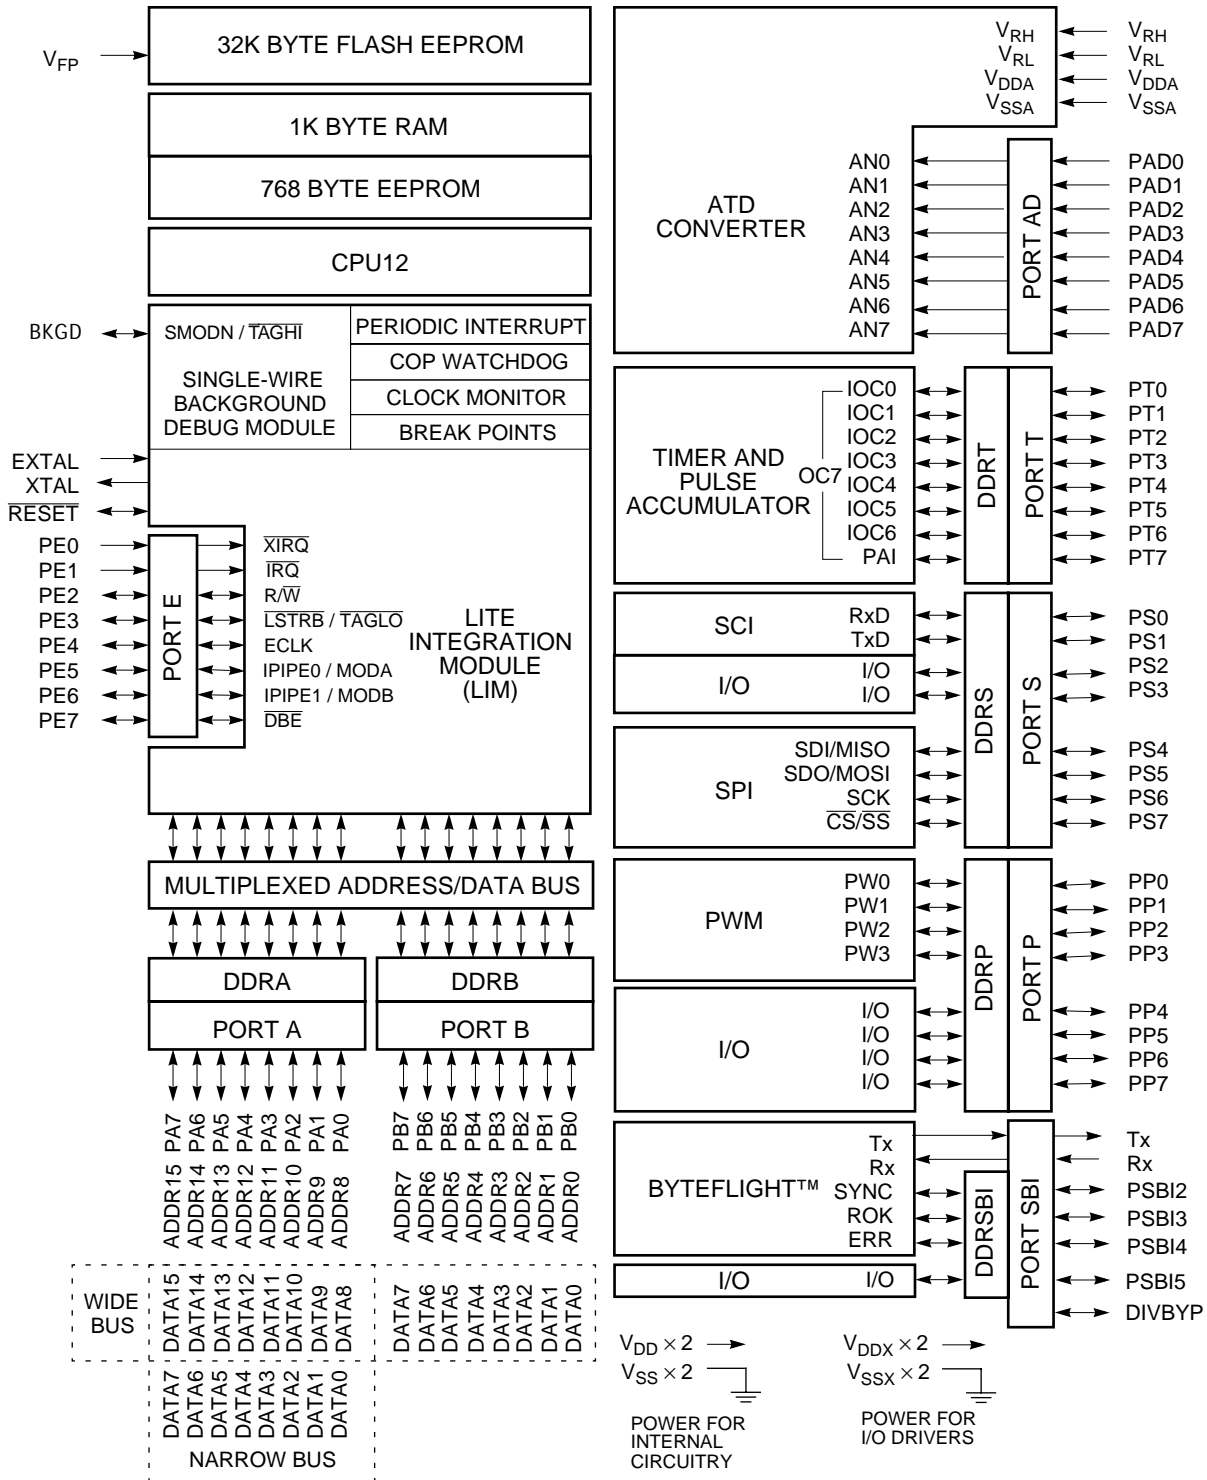 V_FP
32K BYTE FLASH EEPROM
1K BYTE RAM
768 BYTE EEPROM
CPU12
BKGD
SMODN / TAGHI
SINGLE-WIRE
BACKGROUND
DEBUG MODULE
PERIODIC INTERRUPT
COP WATCHDOG
CLOCK MONITOR
BREAK POINTS
EXTAL
XTAL
RESET
PE0
PE1
PE2
PE3
PE4
PE5
PE6
PE7
PORT E
XIRQ
IRQ
R/W
LSTRB / TAGLO
ECLK
IPIPE0 / MODA
IPIPE1 / MODB
DBE
LITE
INTEGRATION
MODULE
(LIM)
MULTIPLEXED ADDRESS/DATA BUS
DDRA
PORT A
DDRB
PORT B
PA7
PA6
PA5
PA4
PA3
PA2
PA1
PA0
PB7
PB6
PB5
PB4
PB3
PB2
PB1
PB0
ADDR15
ADDR14
ADDR13
ADDR12
ADDR11
ADDR10
ADDR9
ADDR8
ADDR7
ADDR6
ADDR5
ADDR4
ADDR3
ADDR2
ADDR1
ADDR0
WIDE
BUS
DATA15
DATA14
DATA13
DATA12
DATA11
DATA10
DATA9
DATA8
DATA7
DATA6
DATA5
DATA4
DATA3
DATA2
DATA1
DATA0
DATA7
DATA6
DATA5
DATA4
DATA3
DATA2
DATA1
DATA0
NARROW BUS
ATD
CONVERTER
V_RH
V_RL
V_DDA
V_SSA
V_RH
V_RL
V_DDA
V_SSA
AN0
AN1
AN2
AN3
AN4
AN5
AN6
AN7
PORT AD
PAD0
PAD1
PAD2
PAD3
PAD4
PAD5
PAD6
PAD7
TIMER AND
PULSE
ACCUMULATOR
OC7
IOC0
IOC1
IOC2
IOC3
IOC4
IOC5
IOC6
PAI
DDRT
PORT T
PT0
PT1
PT2
PT3
PT4
PT5
PT6
PT7
SCI
RxD
TxD
I/O
I/O
I/O
SPI
SDI/MISO
SDO/MOSI
SCK
CS/SS
DDRS
PORT S
PS0
PS1
PS2
PS3
PS4
PS5
PS6
PS7
PWM
PW0
PW1
PW2
PW3
I/O
I/O
I/O
I/O
I/O
DDRP
PORT P
PP0
PP1
PP2
PP3
PP4
PP5
PP6
PP7
BYTEFLIGHT™
Tx
Rx
SYNC
ROK
ERR
I/O
I/O
DDRSBI
PORT SBI
Tx
Rx
PSBI2
PSBI3
PSBI4
PSBI5
DIVBYP
V_DD × 2
V_SS × 2
POWER FOR
INTERNAL
CIRCUITRY
V_DDX × 2
V_SSX × 2
POWER FOR
I/O DRIVERS